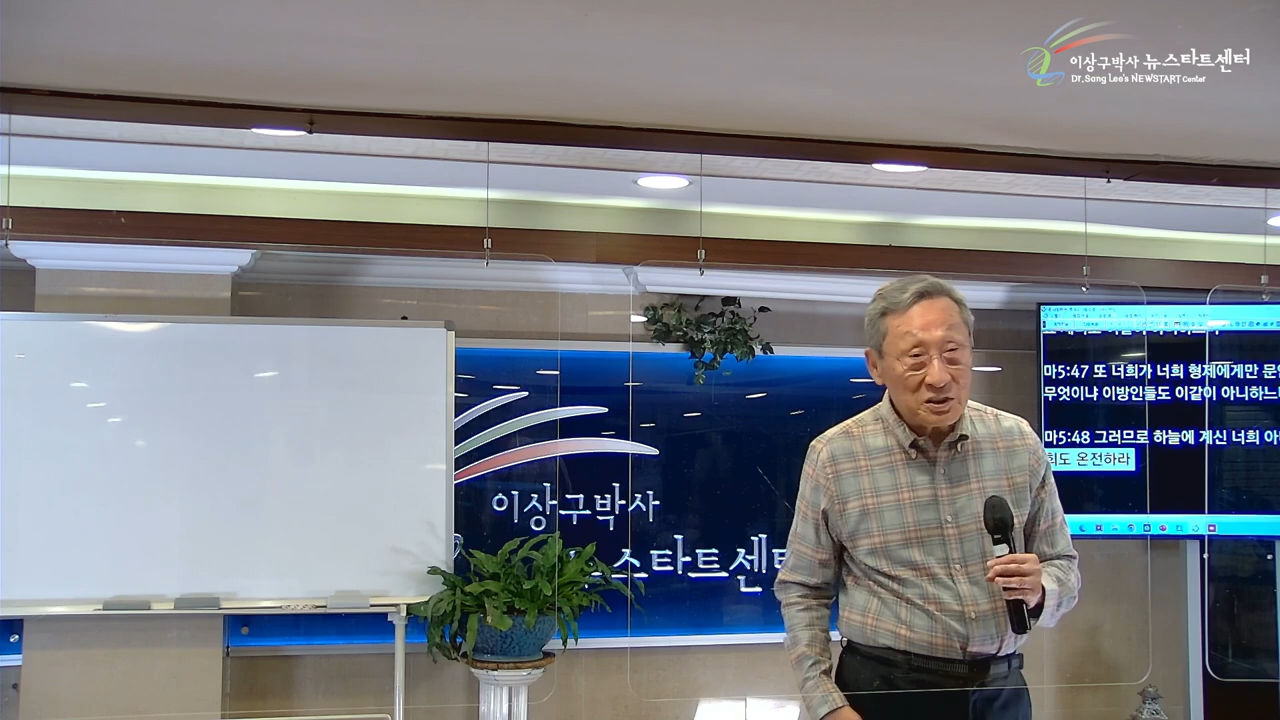 이상구박사 뉴스타트센터
Dr. Sang Lee's NEWSTART Center
마5:47 또 너희가 너희 형제에게만
무엇이냐 이방인들도 이같이 아니하느
마5:48 그러므로 하늘에 계신 너희
희도 온전하라
이상구박사
스타트센